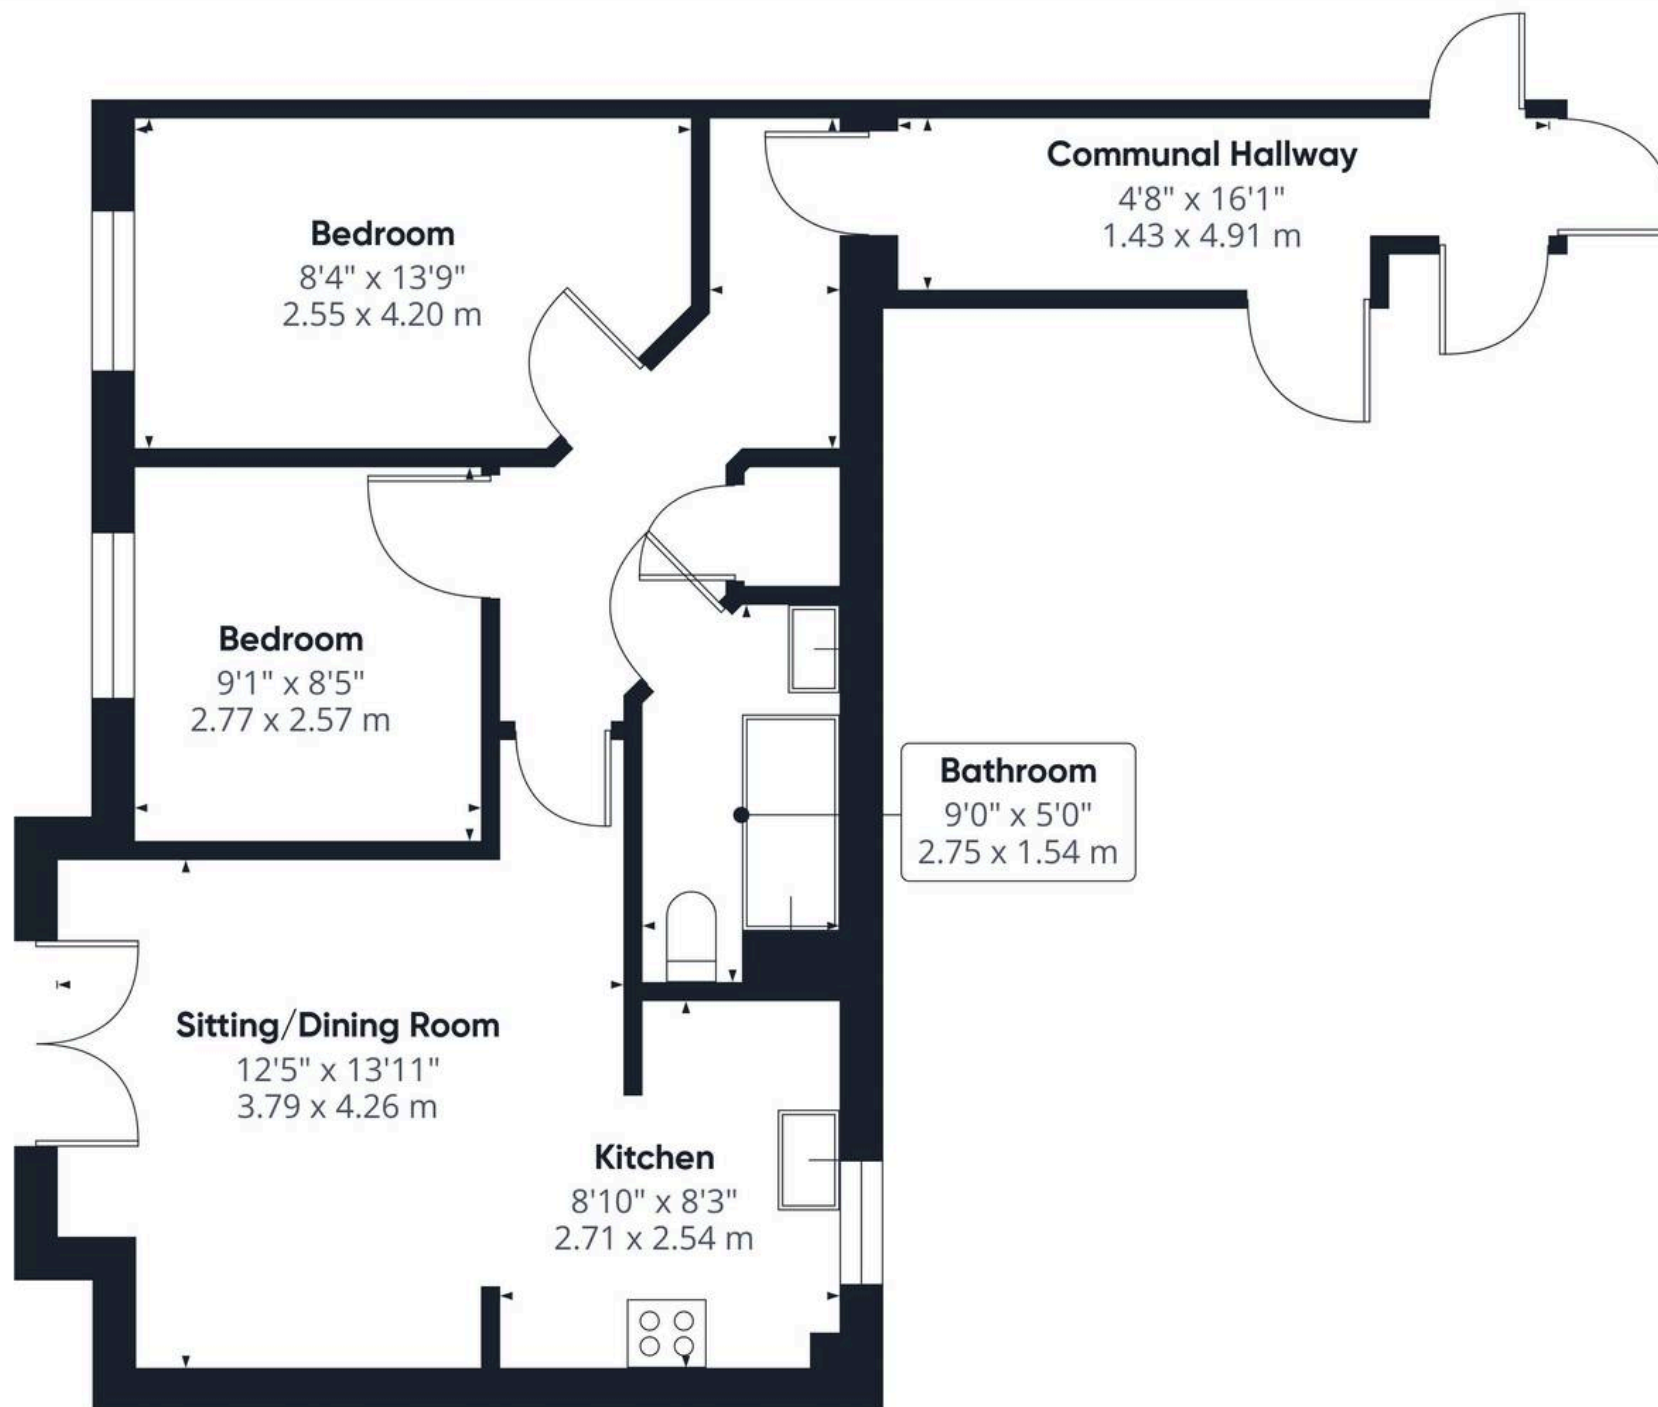 Communal Hallway
4'8" x 16'1"
1.43 x 4.91 m
Bedroom
8'4" x 13'9"
2.55 x 4.20 m
Bedroom
9'1" x 8'5"
2.77 x 2.57 m
Bathroom
9'0" x 5'0"
2.75 x 1.54 m
Sitting/Dining Room
12'5" x 13'11"
3.79 x 4.26 m
Kitchen
8'10" x 8'3"
2.71 x 2.54 m